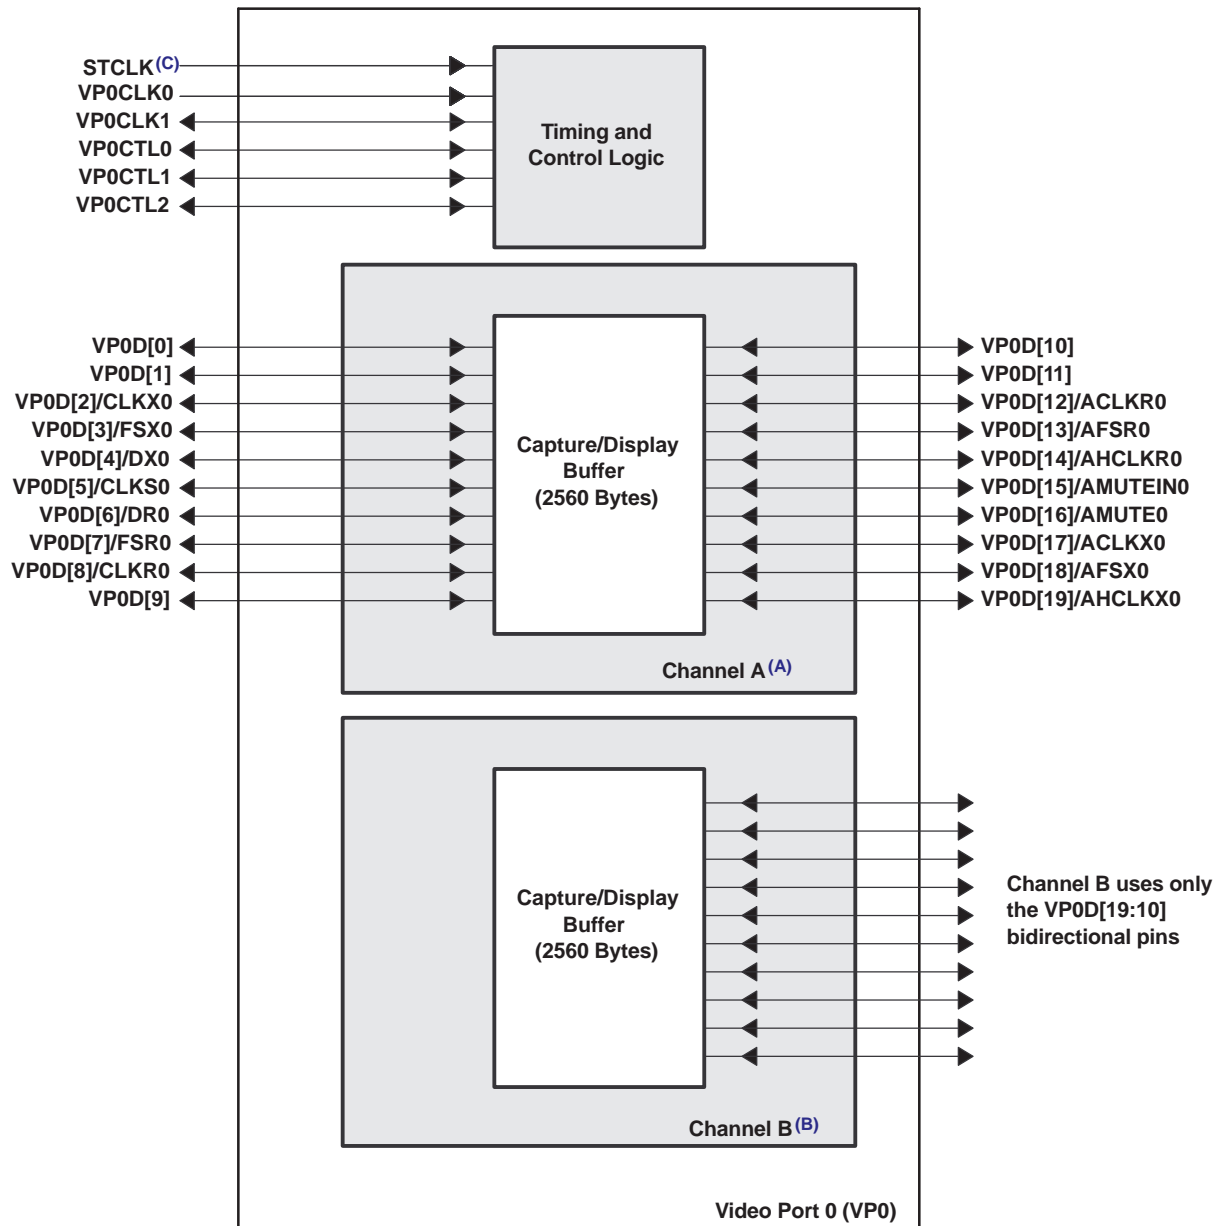 STCLK(C)
VP0CLK0
VP0CLK1
VP0CTL0
VP0CTL1
VP0CTL2
Timing and
Control Logic
VP0D[0]
VP0D[1]
VP0D[2]/CLKX0
VP0D[3]/FSX0
VP0D[4]/DX0
VP0D[5]/CLKS0
VP0D[6]/DR0
VP0D[7]/FSR0
VP0D[8]/CLKR0
VP0D[9]
Capture/Display
Buffer
(2560 Bytes)
VP0D[10]
VP0D[11]
VP0D[12]/ACLKR0
VP0D[13]/AFSR0
VP0D[14]/AHCLKR0
VP0D[15]/AMUTEIN0
VP0D[16]/AMUTE0
VP0D[17]/ACLKX0
VP0D[18]/AFSX0
VP0D[19]/AHCLKX0
Channel A(A)
Capture/Display
Buffer
(2560 Bytes)
Channel B uses only
the VP0D[19:10]
bidirectional pins
Channel B(B)
Video Port 0 (VP0)